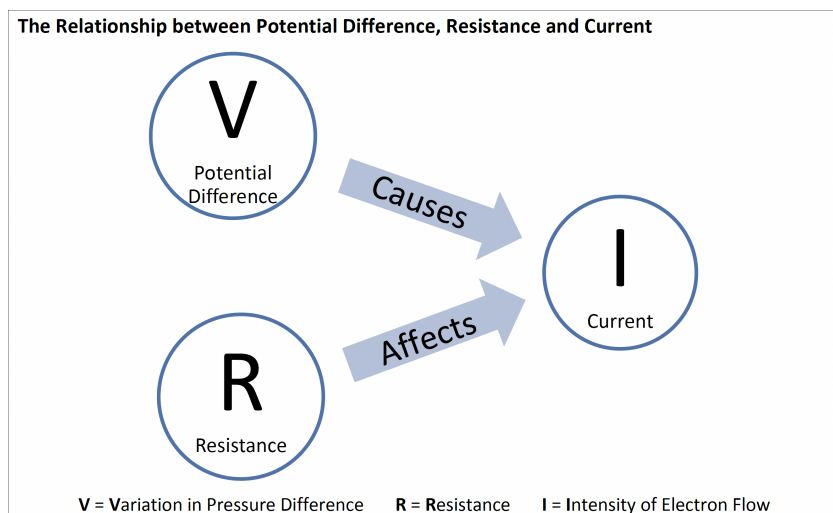 The Relationship between Potential Difference, Resistance and Current
V
Potential
Difference
Causes
I
Current
Affects
R
Resistance
V = Variation in Pressure Difference R = Resistance I = Intensity of Electron Flow